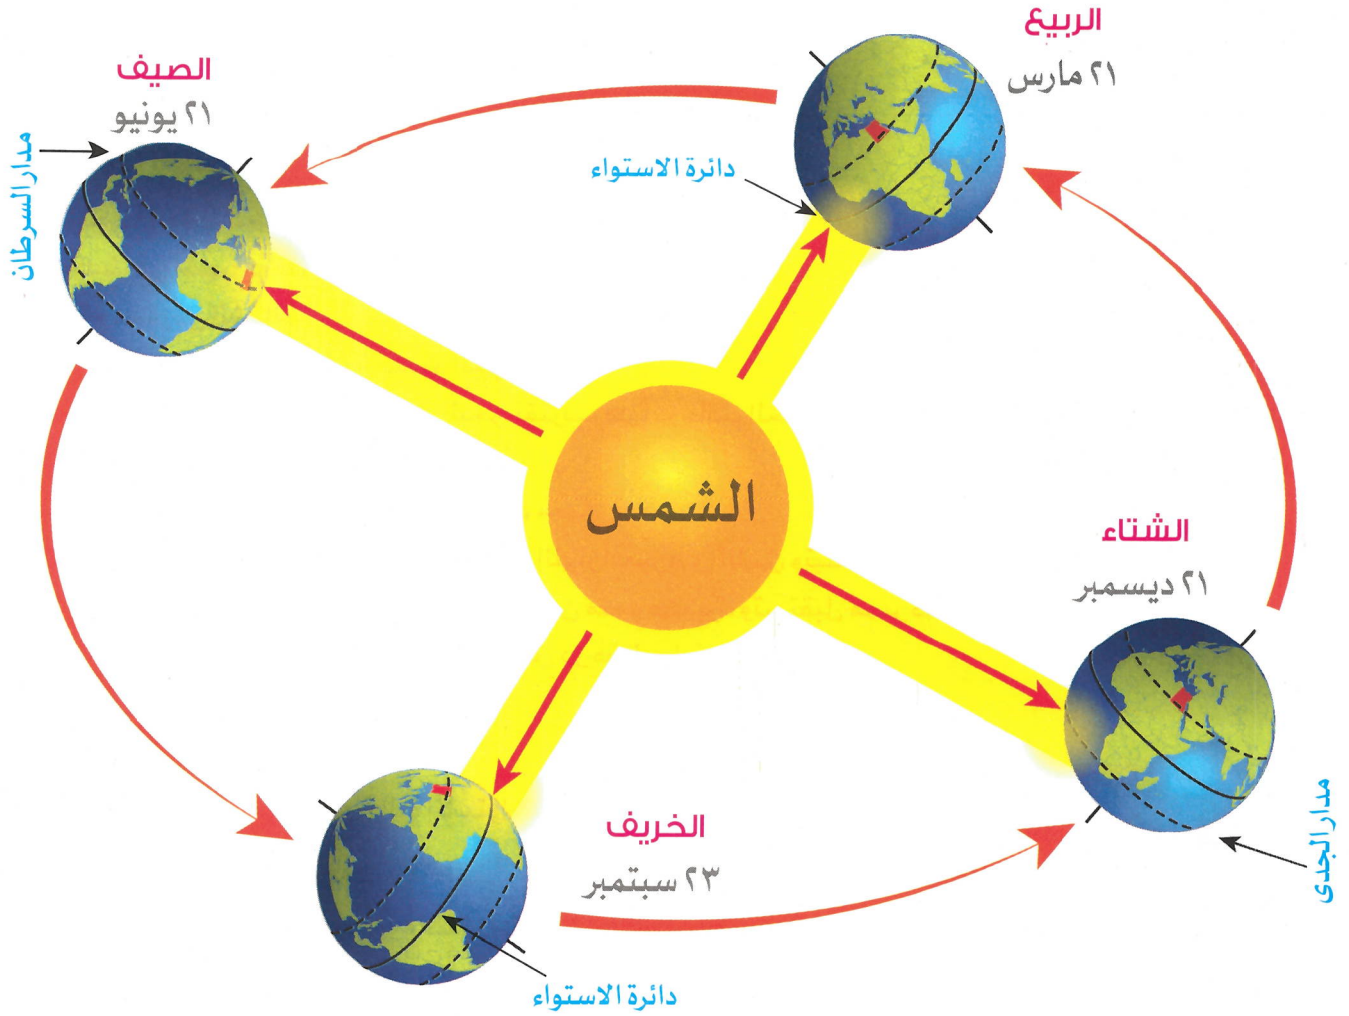 الربيع
٢١ مارس
الصيف
٢١ يونيو
مدار السرطان
دائرة الاستواء
الشمس
الشتاء
٢١ ديسمبر
مدار الجدى
الخريف
٢٣ سبتمبر
دائرة الاستواء